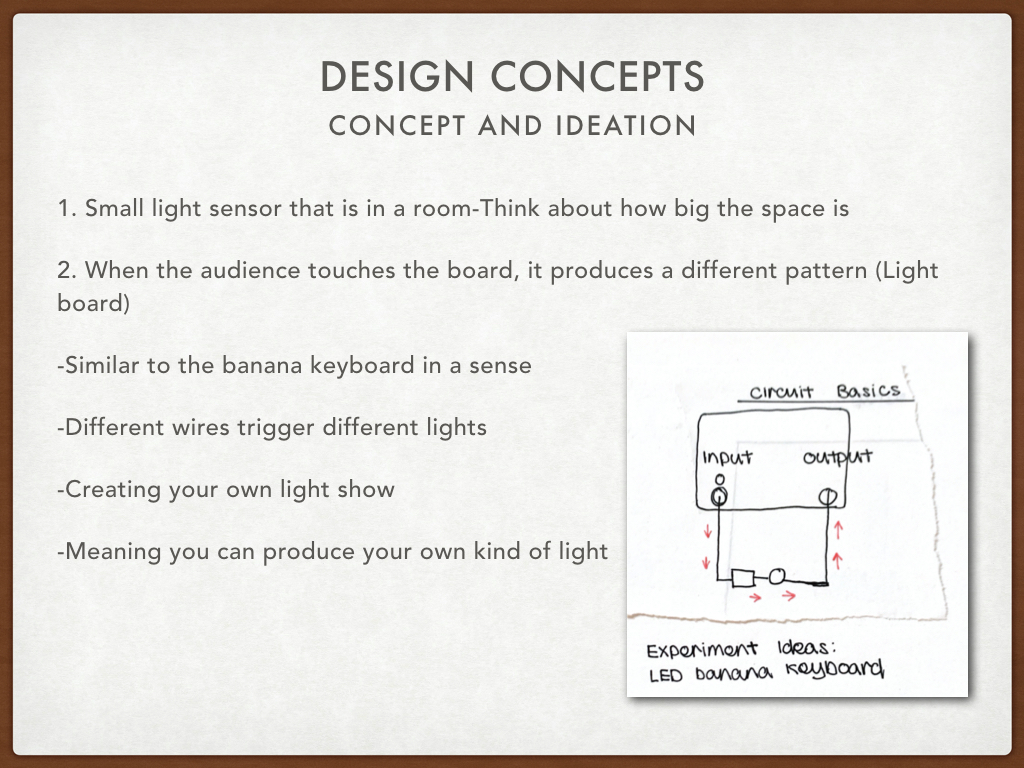 DESIGN CONCEPTS
CONCEPT AND IDEATION
1. Small light sensor that is in a room-Think about how big the space is
2. When the audience touches the board, it produces a different pattern (Light
board)
-Similar to the banana keyboard in a sense
-Different wires trigger different lights
-Creating your own light show
-Meaning you can produce your own kind of light
Circuit Basics
Input output
Experiment Ideas:
LED banana keyboard